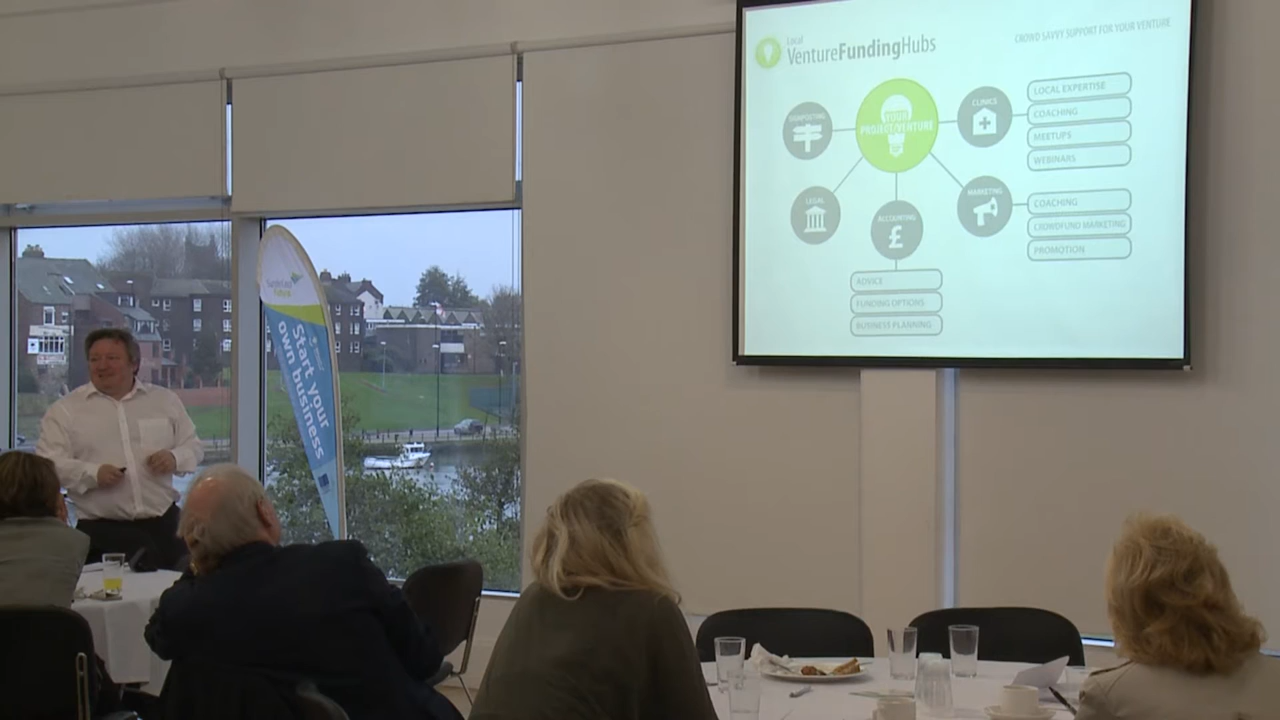 Local
VentureFundingHubs
CROWD SAVVY SUPPORT FOR YOUR VENTURE
SIGNPOSTING
YOUR
PROJECT/VENTURE
CLINICS
LOCAL EXPERTISE
COACHING
MEETUPS
WEBINARS
LEGAL
ACCOUNTING
£
MARKETING
COACHING
CROWDFUND MARKETING
PROMOTION
ADVICE
FUNDING OPTIONS
BUSINESS PLANNING
Start your
own business